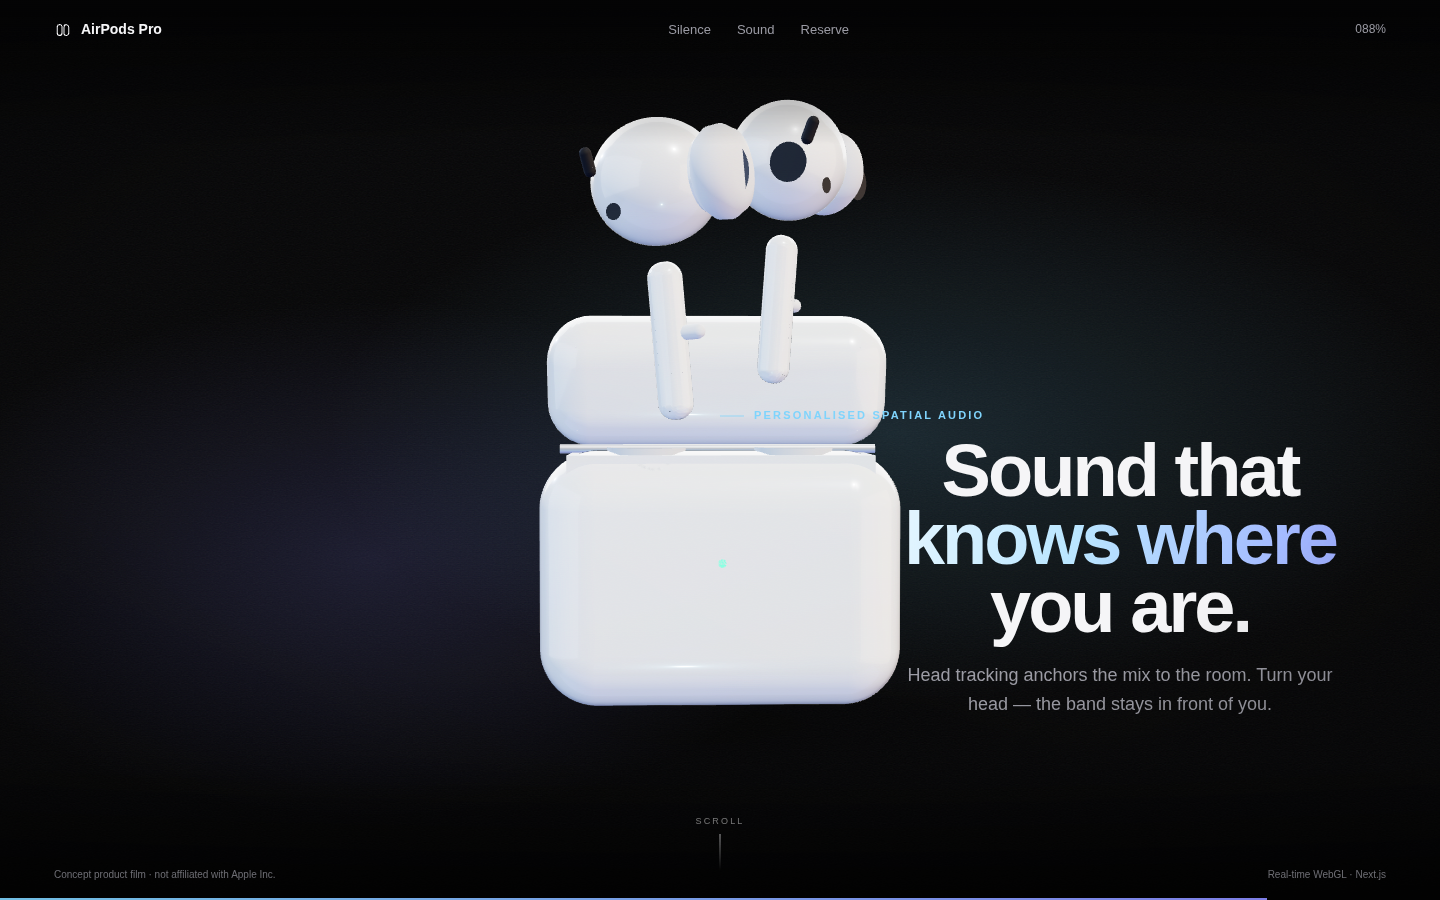 AirPods Pro
Silence
Sound
Reserve
088%
PERSONALISED SPATIAL AUDIO
Sound that
knows where
you are.
Head tracking anchors the mix to the room. Turn your
head — the band stays in front of you.
SCROLL
Concept product film · not affiliated with Apple Inc.
Real-time WebGL · Next.js